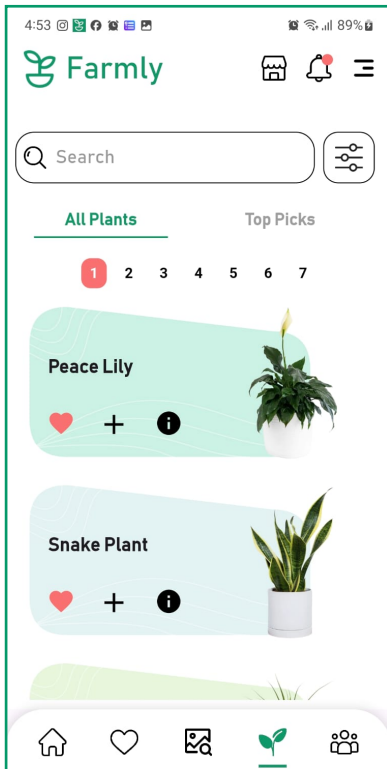 4:53 89%
Farmly
Search
All Plants Top Picks
1 2 3 4 5 6 7
Peace Lily
Snake Plant